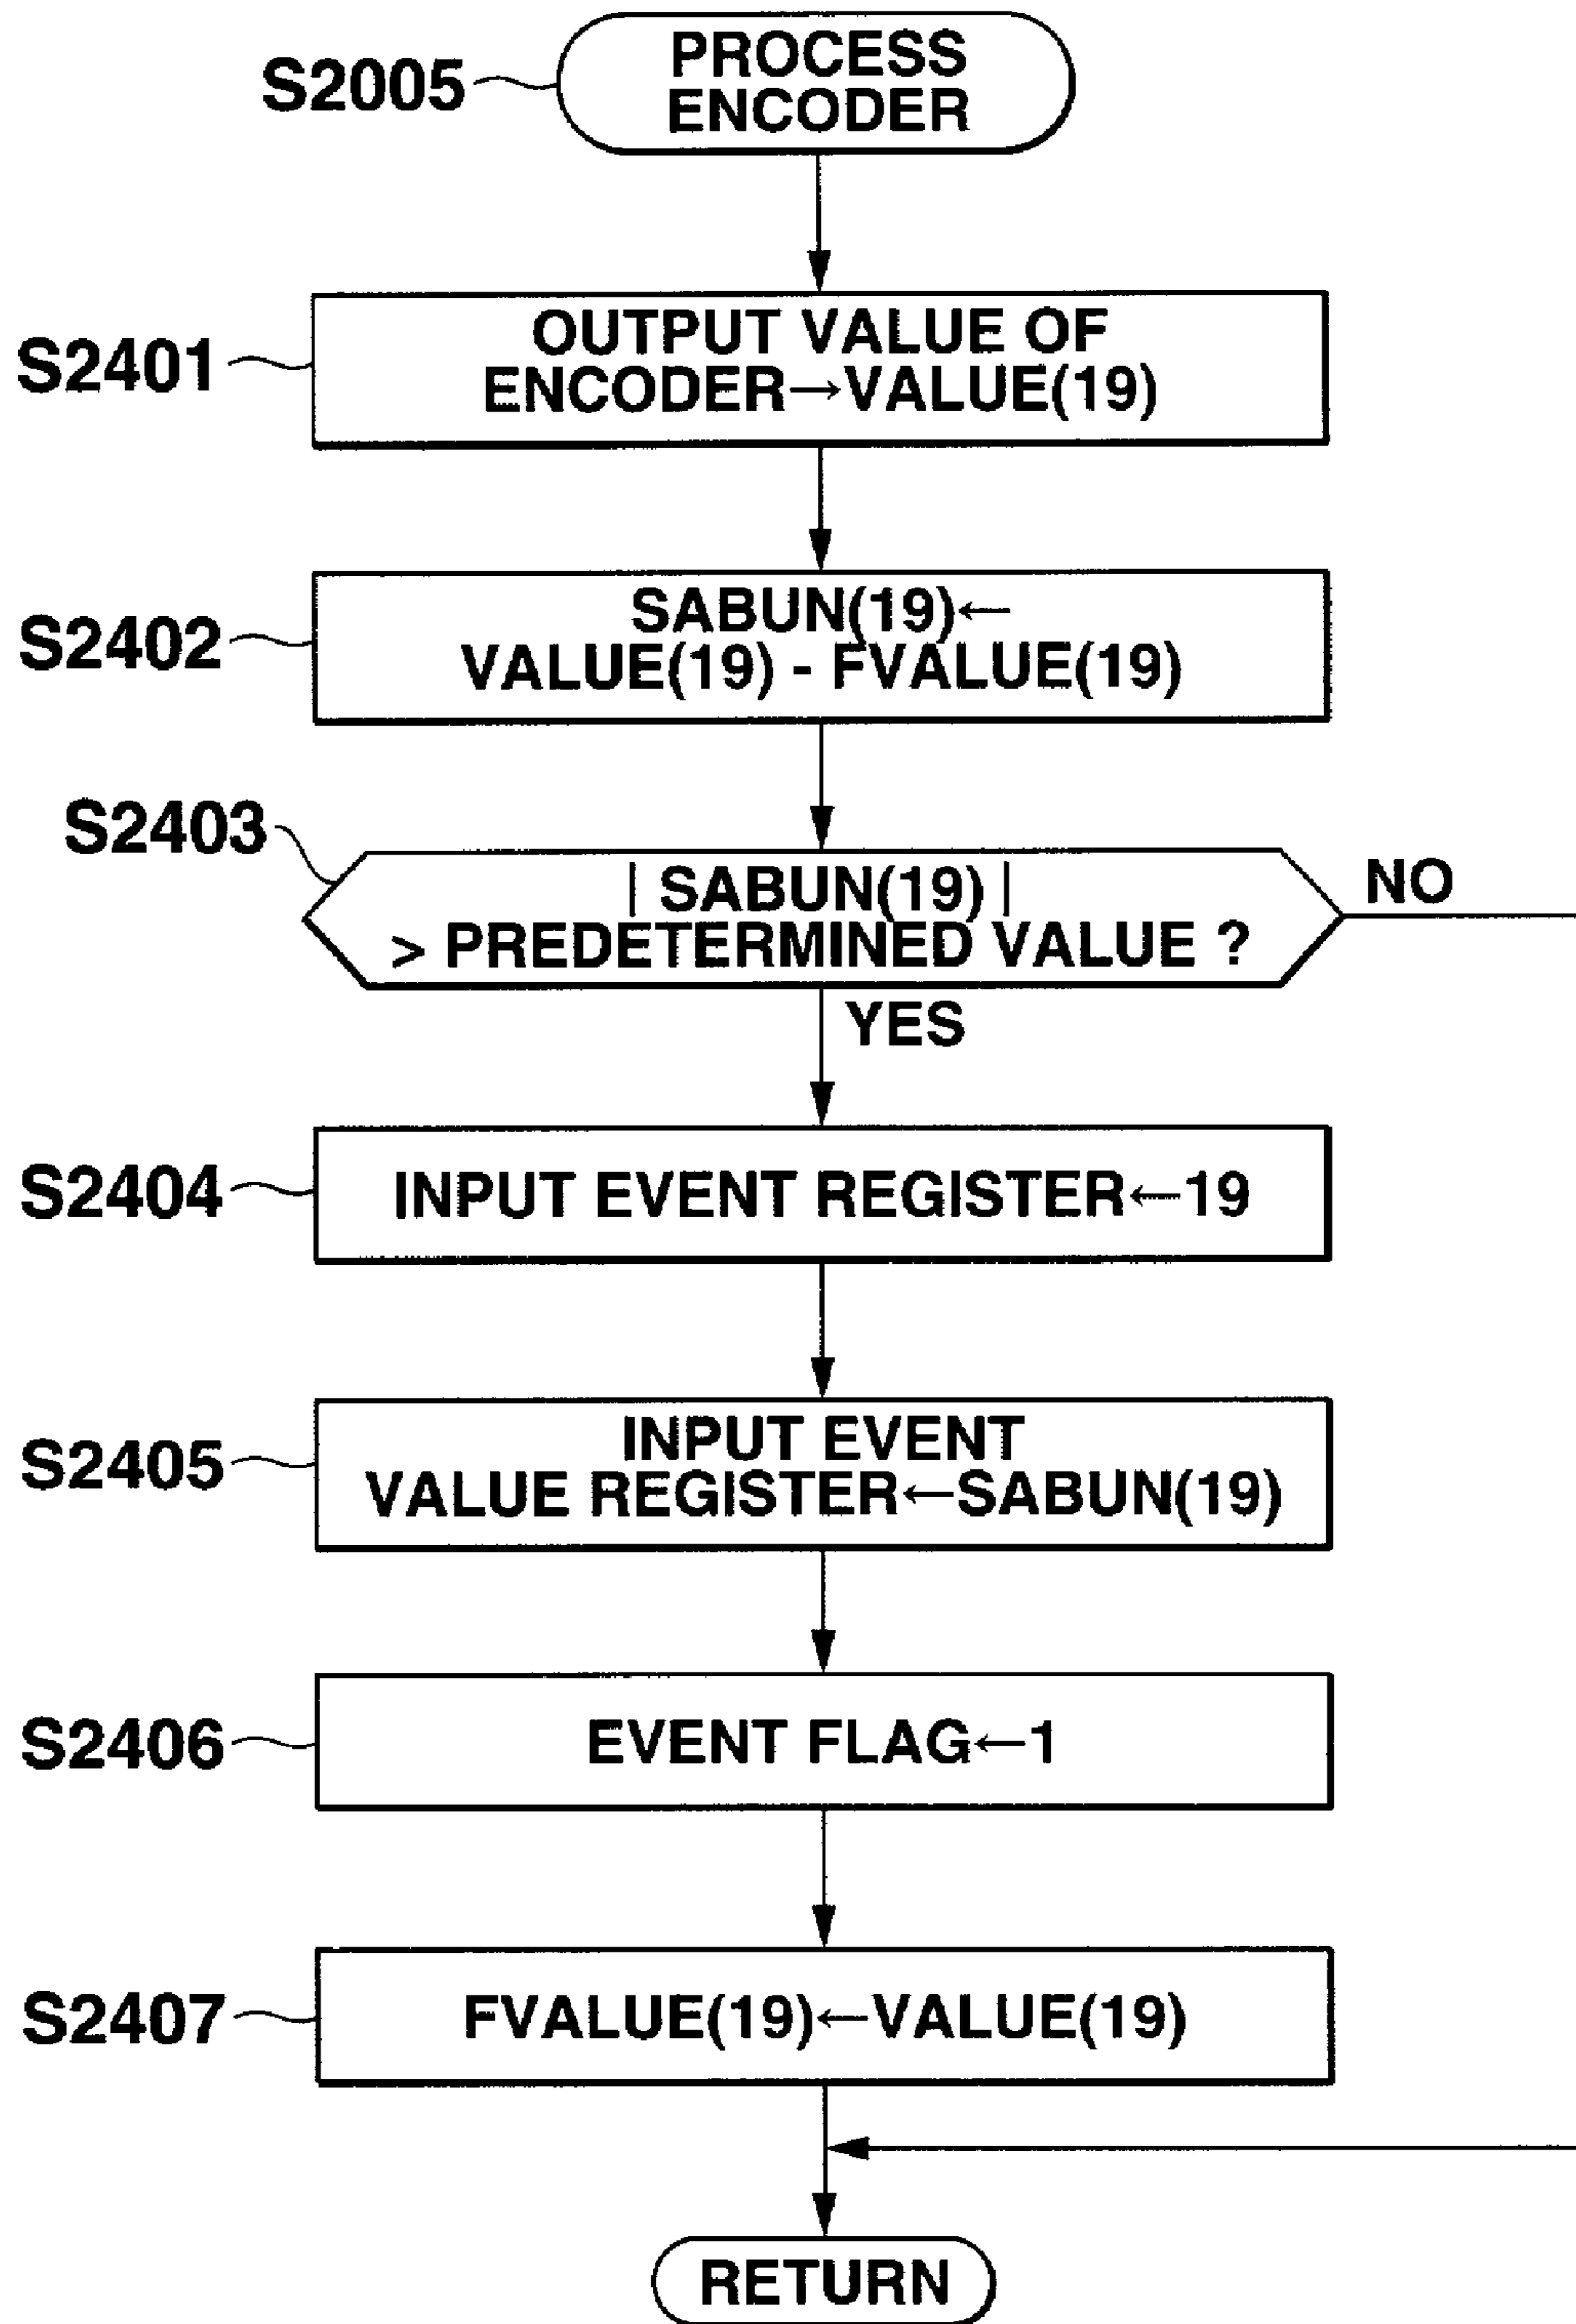 S2005
PROCESS
ENCODER
S2401
OUTPUT VALUE OF
ENCODER→VALUE(19)
S2402
SABUN(19)←
VALUE(19) - FVALUE(19)
S2403
| SABUN(19) |
> PREDETERMINED VALUE ?
NO
YES
S2404
INPUT EVENT REGISTER←19
S2405
INPUT EVENT
VALUE REGISTER←SABUN(19)
S2406
EVENT FLAG←1
S2407
FVALUE(19)←VALUE(19)
RETURN